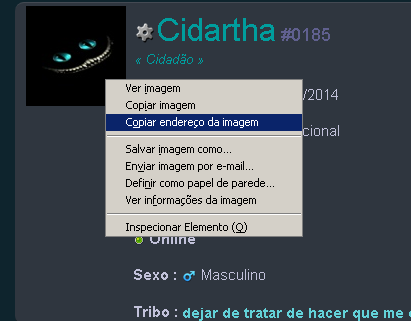 Cidartha #0185
« Cidadão »
Ver imagem
Copiar imagem
/2014
Copiar endereço da imagem
cional
Salvar imagem como...
Enviar imagem por e-mail...
Definir como papel de parede...
Ver informações da imagem
Inspecionar Elemento (Q)
Online
Sexo : ♂ Masculino
Tribo : dejar de tratar de hacer que me